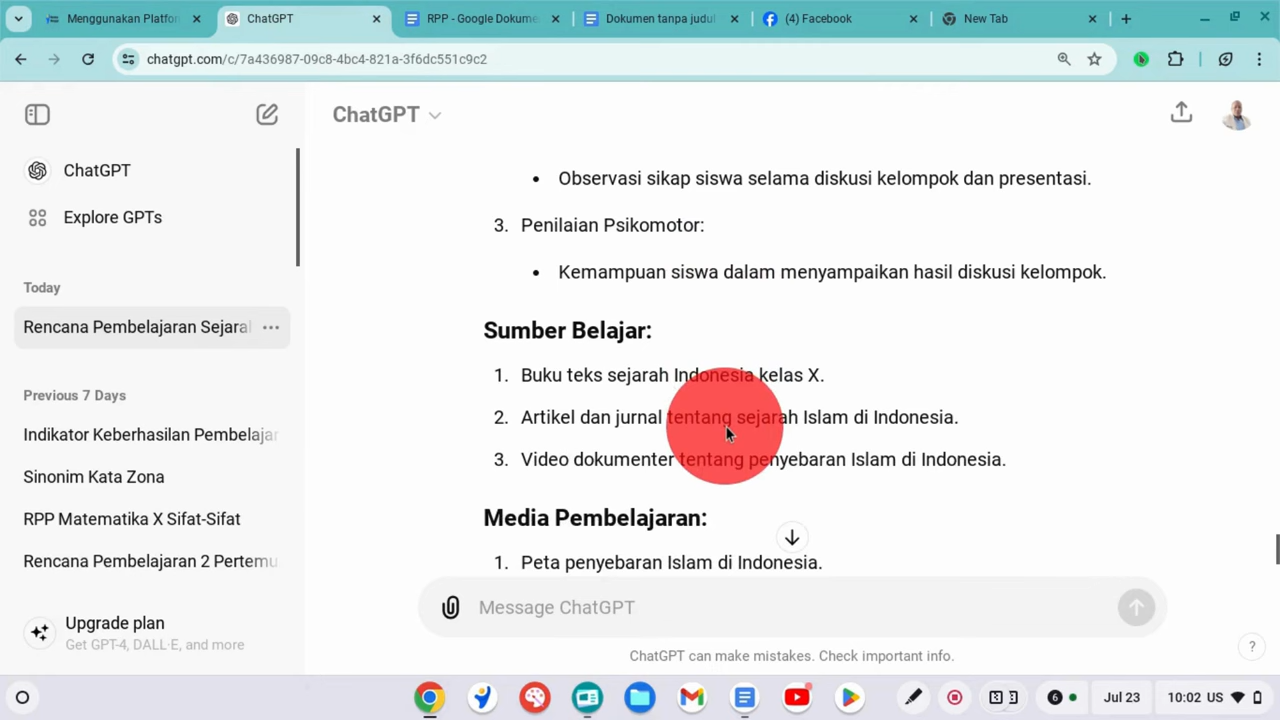 Menggunakan Platfon
ChatGPT
RPP - Google Dokume
Dokumen tanpa judul
(4) Facebook
New Tab
chatgpt.com/c/7a436987-09c8-4bc4-821a-3f6dc551c9c2
ChatGPT
Explore GPTs
Today
Rencana Pembelajaran Sejaral
Previous 7 Days
Indikator Keberhasilan Pembelajar
Sinonim Kata Zona
RPP Matematika X Sifat-Sifat
Rencana Pembelajaran 2 Pertemu
Upgrade plan
Get GPT-4, DALL·E, and more
ChatGPT
• Observasi sikap siswa selama diskusi kelompok dan presentasi.
3. Penilaian Psikomotor:
• Kemampuan siswa dalam menyampaikan hasil diskusi kelompok.
Sumber Belajar:
1. Buku teks sejarah Indonesia kelas X.
2. Artikel dan jurnal tentang sejarah Islam di Indonesia.
3. Video dokumenter tentang penyebaran Islam di Indonesia.
Media Pembelajaran:
1. Peta penyebaran Islam di Indonesia.
Message ChatGPT
ChatGPT can make mistakes. Check important info.
?
6
Jul 23
10:02 US